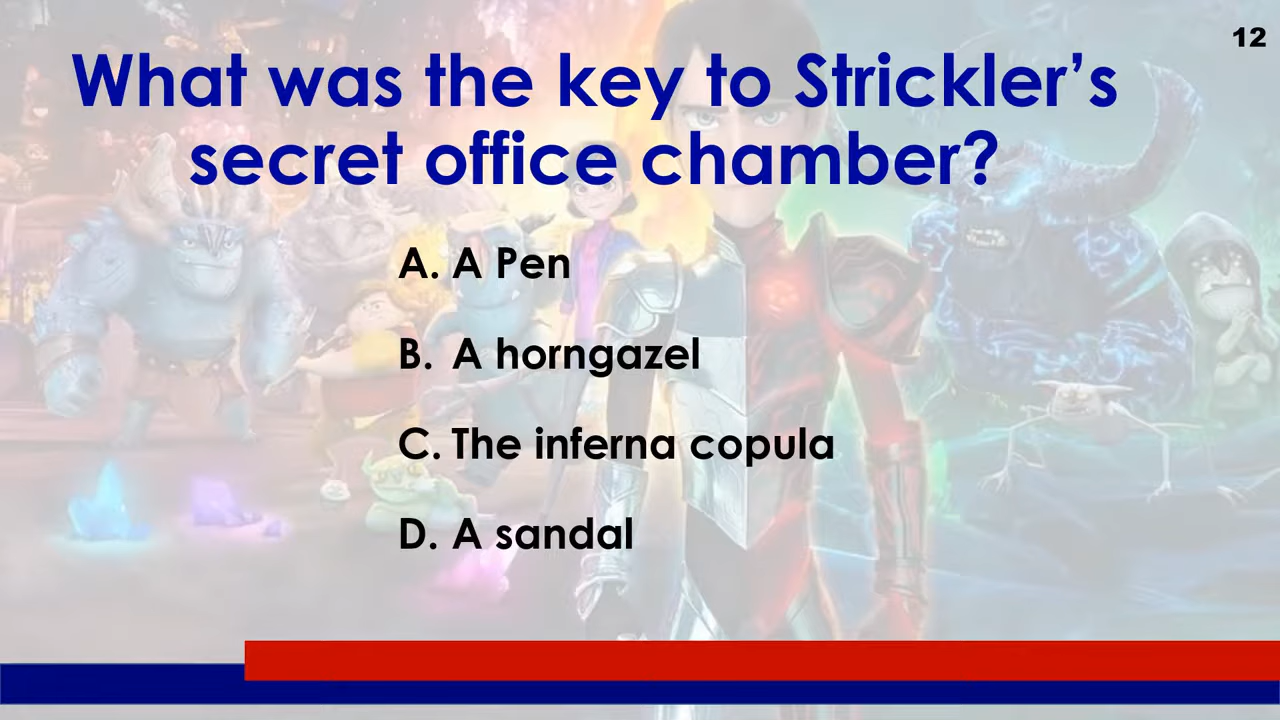 12
What was the key to Strickler’s
secret office chamber?
A. A Pen
B. A horngazel
C. The inferna copula
D. A sandal